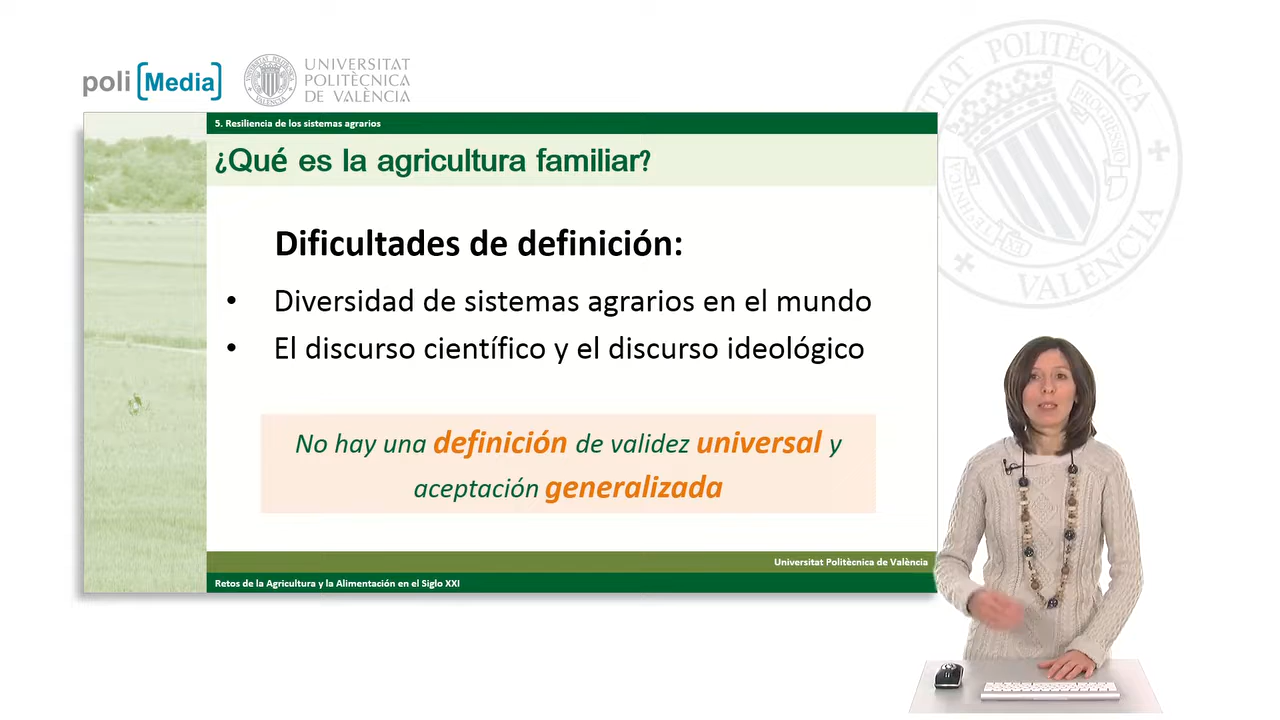 poli [Media]
UNIVERSITAT
POLITÈCNICA
DE VALÈNCIA
5. Resiliencia de los sistemas agrarios
¿Qué es la agricultura familiar?
Dificultades de definición:
• Diversidad de sistemas agrarios en el mundo
• El discurso científico y el discurso ideológico
No hay una definición de validez universal y
aceptación generalizada
Universitat Politècnica de València
Retos de la Agricultura y la Alimentación en el Siglo XXI
POLITÈCNICA
VALÈNCIA